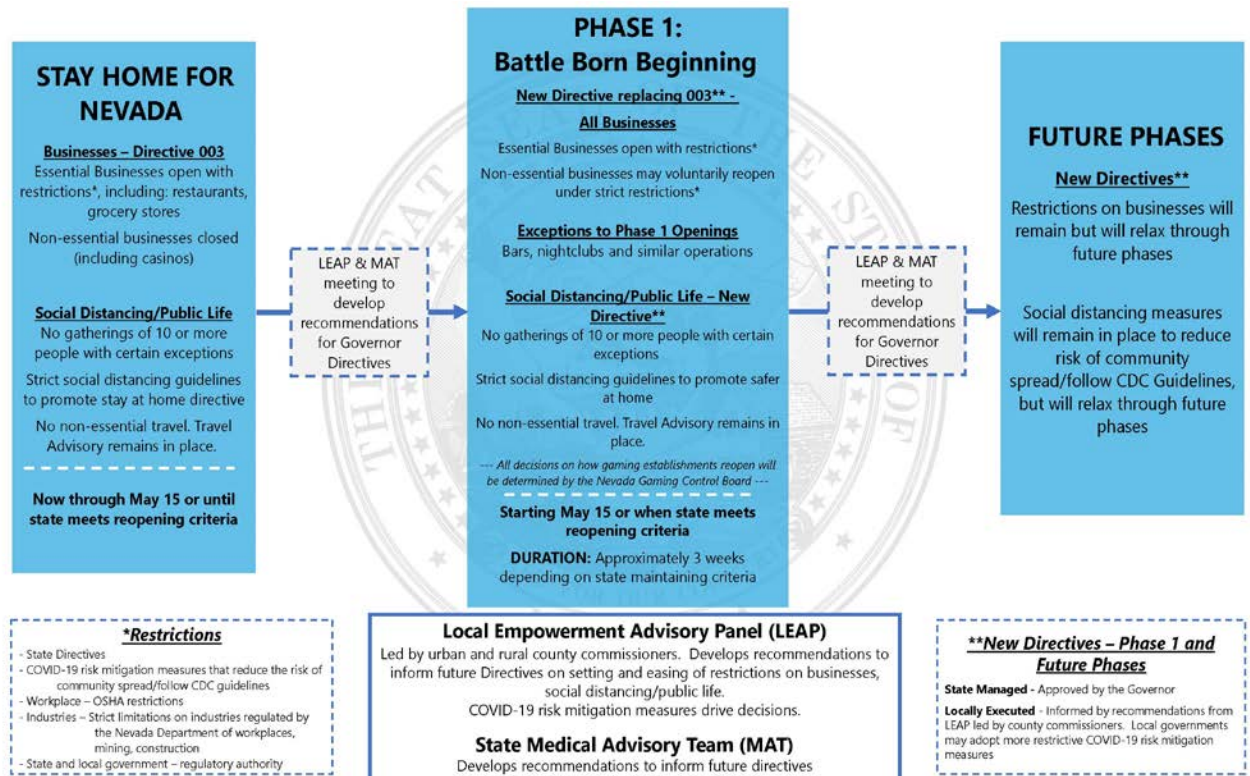 STAY HOME FOR
NEVADA
Businesses – Directive 003
Essential Businesses open with
restrictions*, including: restaurants,
grocery stores
Non-essential businesses closed
(including casinos)
Social Distancing/Public Life
No gatherings of 10 or more
people with certain exceptions
Strict social distancing guidelines
to promote stay at home directive
No non-essential travel. Travel
Advisory remains in place.
Now through May 15 or until
state meets reopening criteria
LEAP & MAT
meeting to
develop
recommendations
for Governor
Directives
PHASE 1:
Battle Born Beginning
New Directive replacing 003** -
All Businesses
Essential Businesses open with restrictions*
Non-essential businesses may voluntarily reopen
under strict restrictions*
Exceptions to Phase 1 Openings
Bars, nightclubs and similar operations
Social Distancing/Public Life – New
Directive**
No gatherings of 10 or more people with certain
exceptions
Strict social distancing guidelines to promote safer
at home
No non-essential travel. Travel Advisory remains in
place.
--- All decisions on how gaming establishments reopen will
be determined by the Nevada Gaming Control Board ---
Starting May 15 or when state meets
reopening criteria
DURATION: Approximately 3 weeks
depending on state maintaining criteria
LEAP & MAT
meeting to
develop
recommendations
for Governor
Directives
FUTURE PHASES
New Directives**
Restrictions on businesses will
remain but will relax through
future phases
Social distancing measures
will remain in place to reduce
risk of community
spread/follow CDC Guidelines,
but will relax through future
phases
*Restrictions
- State Directives
- COVID-19 risk mitigation measures that reduce the risk of
community spread/follow CDC guidelines
- Workplace – OSHA restrictions
- Industries – Strict limitations on industries regulated by
the Nevada Department of workplaces,
mining, construction
- State and local government – regulatory authority
Local Empowerment Advisory Panel (LEAP)
Led by urban and rural county commissioners. Develops recommendations to
inform future Directives on setting and easing of restrictions on businesses,
social distancing/public life.
COVID-19 risk mitigation measures drive decisions.
State Medical Advisory Team (MAT)
Develops recommendations to inform future directives
**New Directives – Phase 1 and
Future Phases
State Managed - Approved by the Governor
Locally Executed - Informed by recommendations from
LEAP led by county commissioners. Local governments
may adopt more restrictive COVID-19 risk mitigation
measures